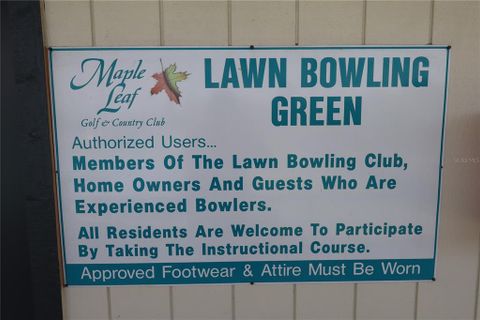 Maple
Leaf
Golf & Country Club
LAWN BOWLING
GREEN
Authorized Users...
Members Of The Lawn Bowling Club,
Home Owners And Guests Who Are
Experienced Bowlers.
All Residents Are Welcome To Participate
By Taking The Instructional Course.
Approved Footwear & Attire Must Be Worn